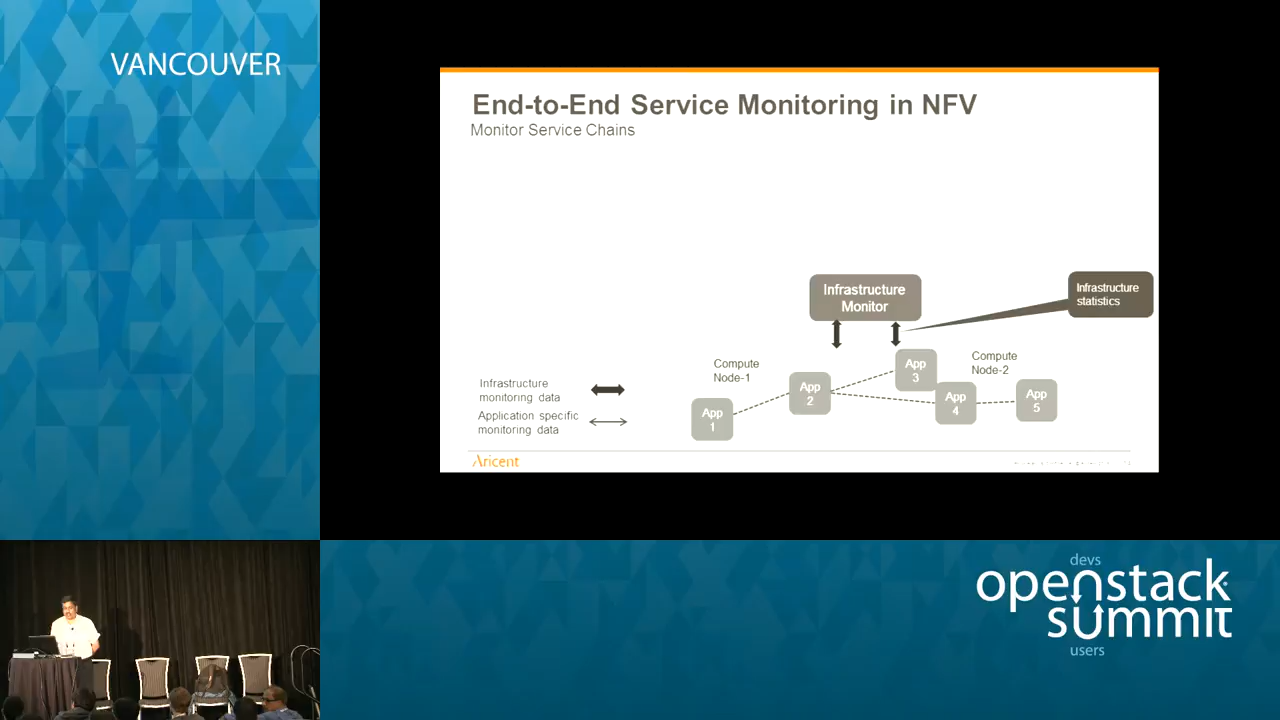 VANCOUVER
End-to-End Service Monitoring in NFV
Monitor Service Chains
Infrastructure
Monitor
Infrastructure
statistics
Compute
Node-1
Compute
Node-2
App
1
App
2
App
3
App
4
App
5
Infrastructure
monitoring data
Application specific
monitoring data
Aricent
devs
openstack
summit
users